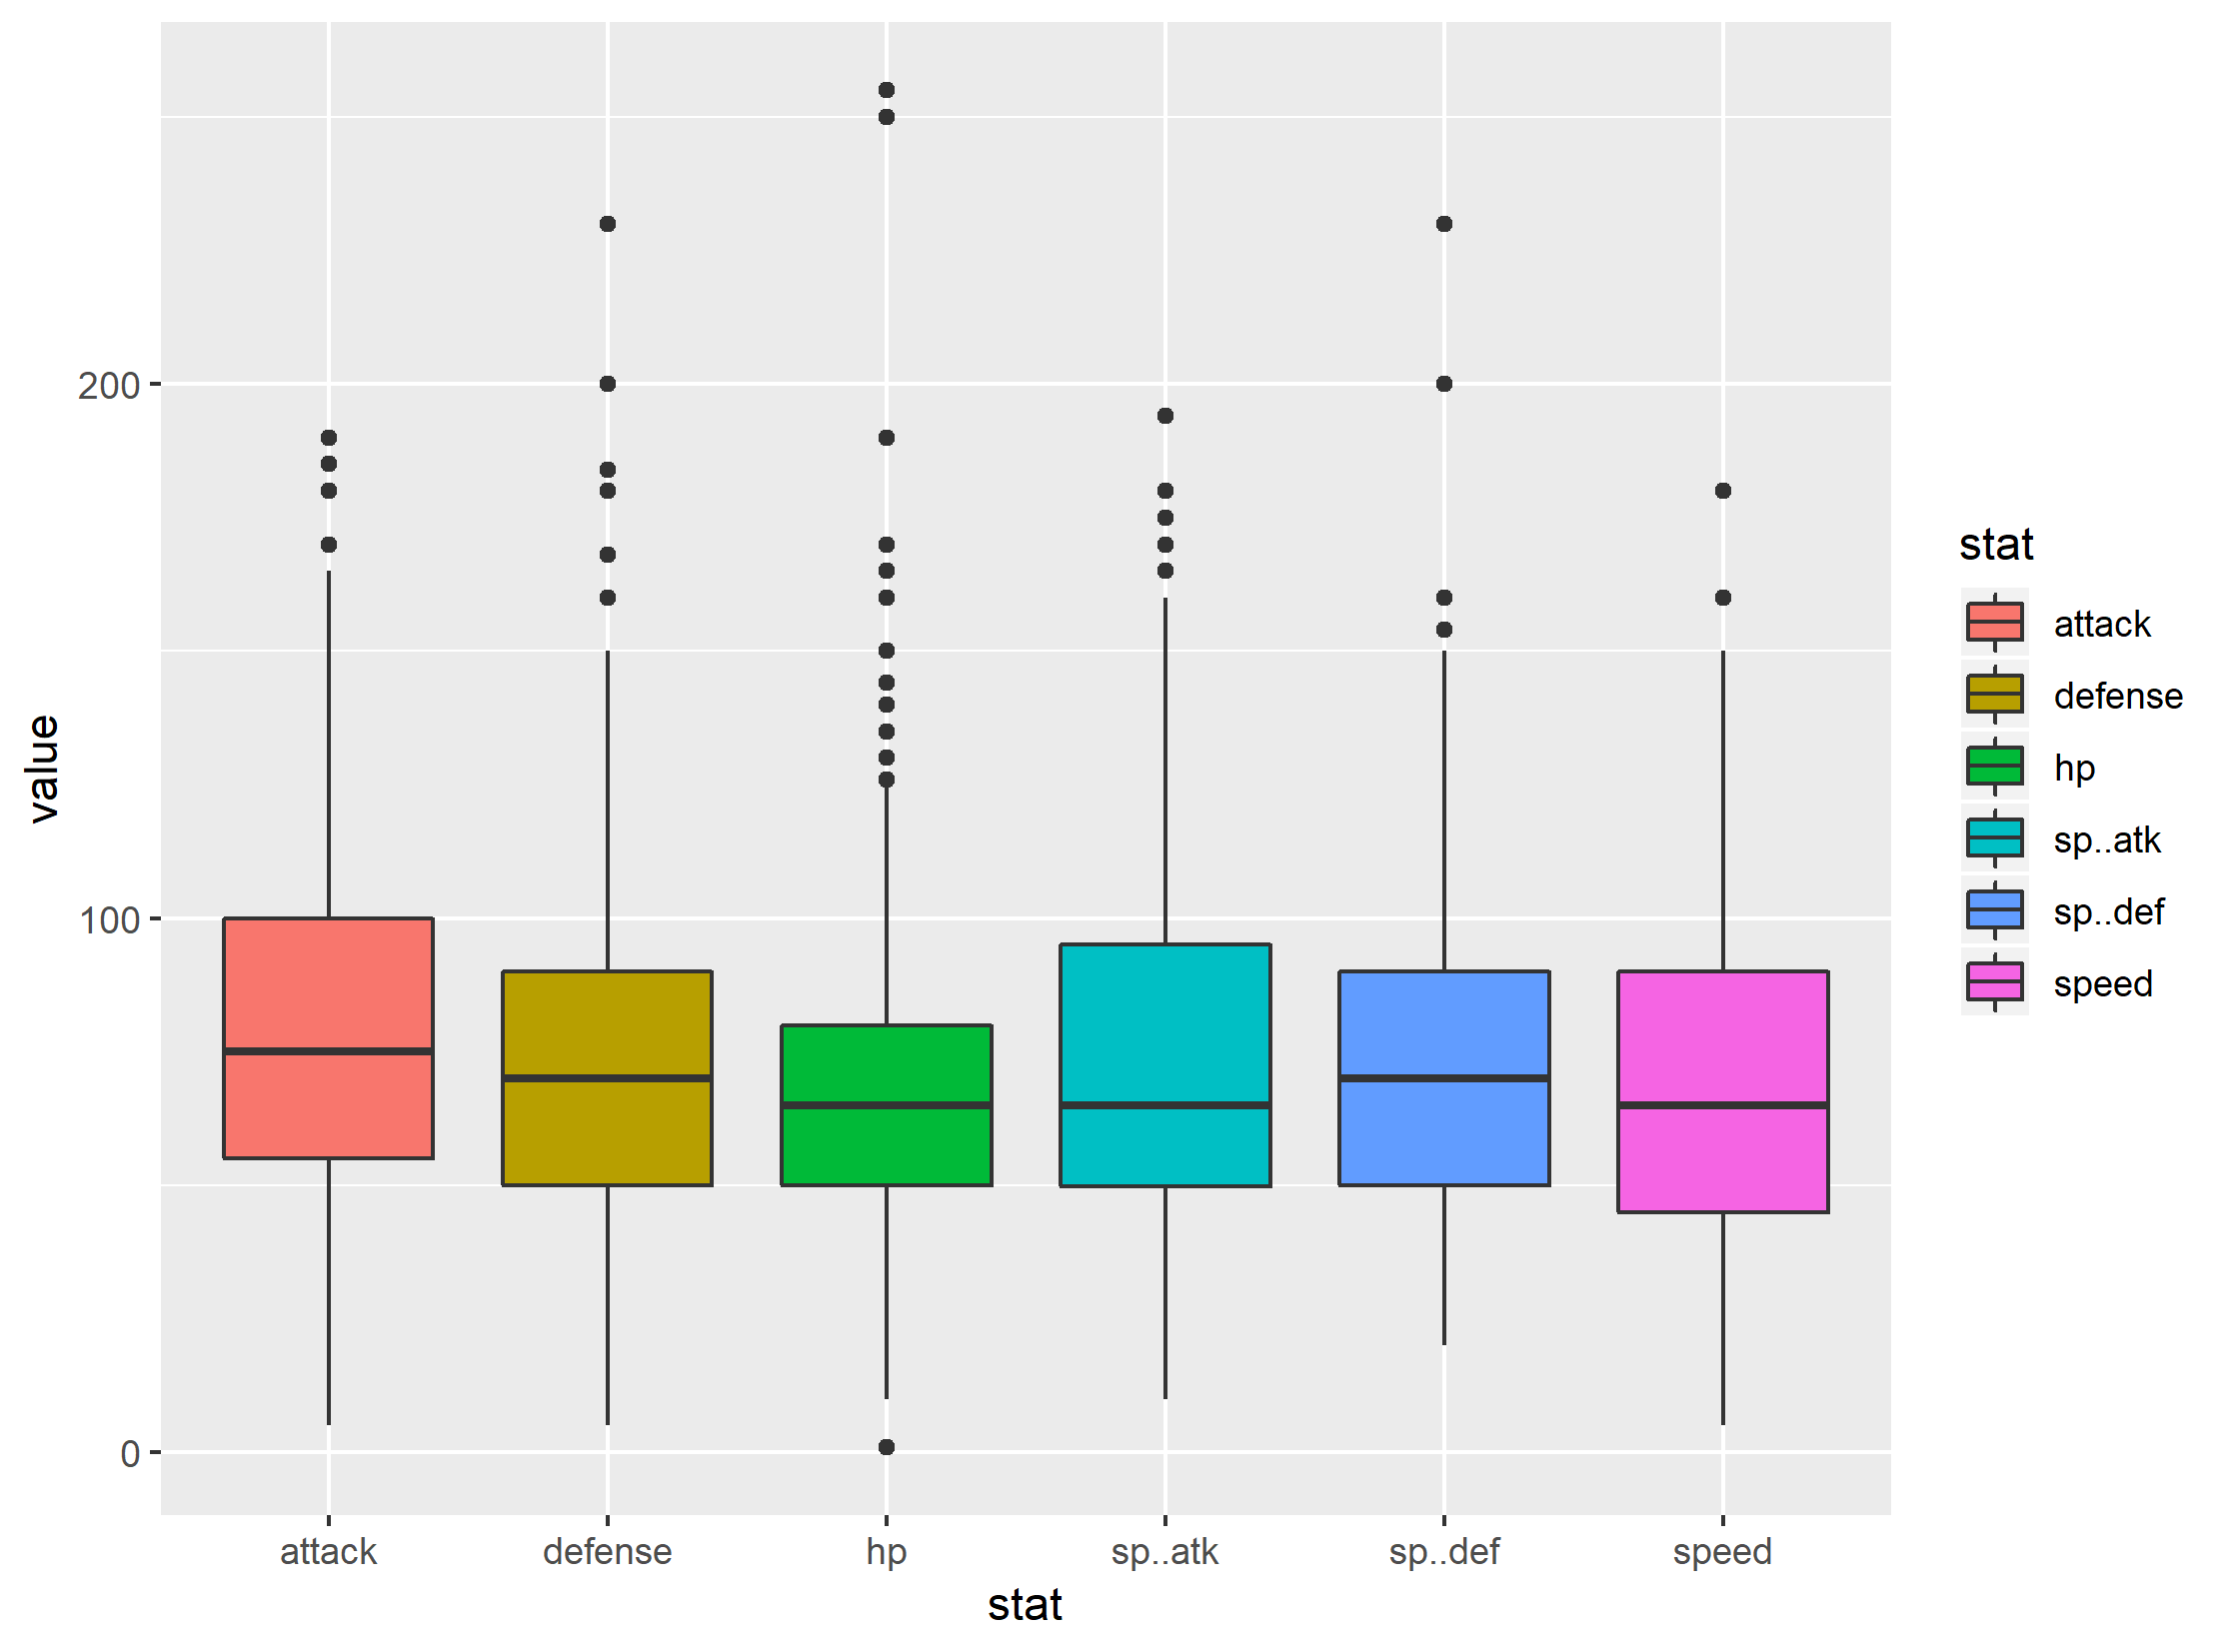 value
200
100
0
attack defense hp sp..atk sp..def speed
stat
stat
attack
defense
hp
sp..atk
sp..def
speed